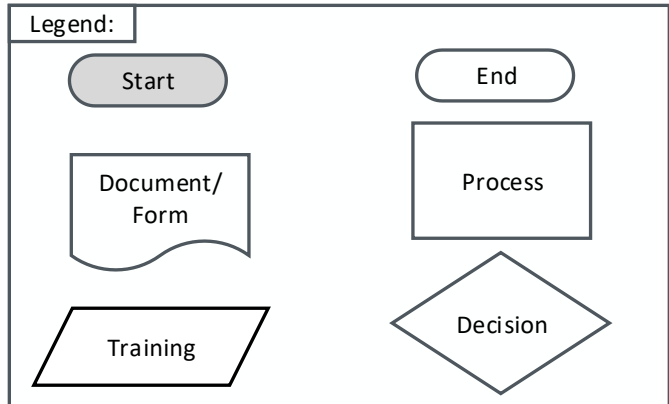 Legend:
Start
End
Document/
Form
Process
Training
Decision